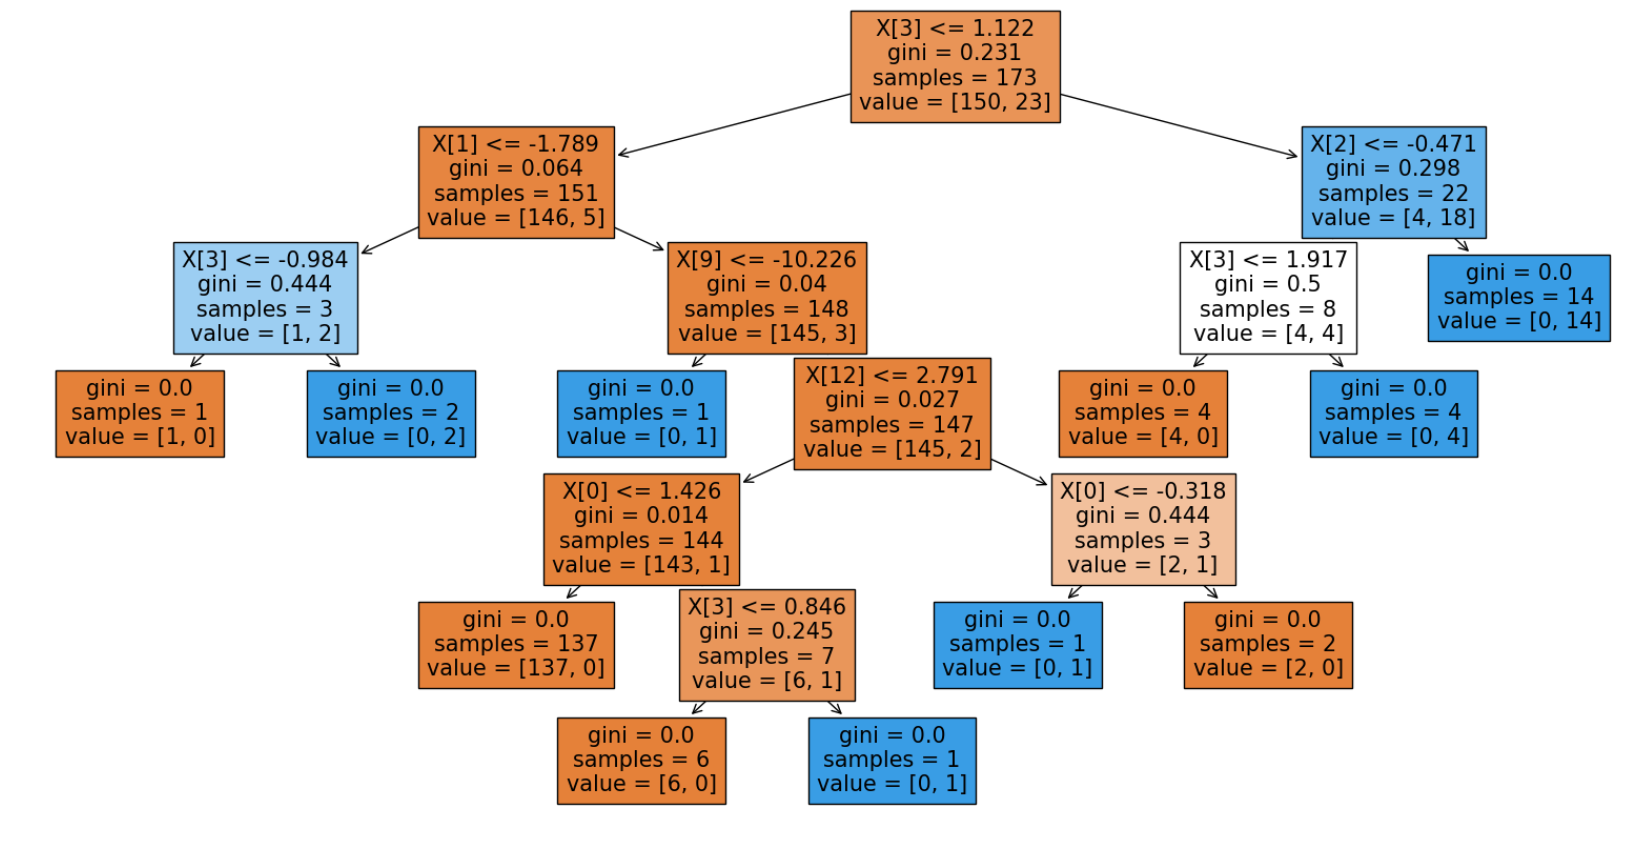 X[3] <= 1.122
gini = 0.231
samples = 173
value = [150, 23]
X[1] <= -1.789
gini = 0.064
samples = 151
value = [146, 5]
X[2] <= -0.471
gini = 0.298
samples = 22
value = [4, 18]
X[3] <= -0.984
gini = 0.444
samples = 3
value = [1, 2]
X[9] <= -10.226
gini = 0.04
samples = 148
value = [145, 3]
X[3] <= 1.917
gini = 0.5
samples = 8
value = [4, 4]
gini = 0.0
samples = 14
value = [0, 14]
gini = 0.0
samples = 1
value = [1, 0]
gini = 0.0
samples = 2
value = [0, 2]
gini = 0.0
samples = 1
value = [0, 1]
X[12] <= 2.791
gini = 0.027
samples = 147
value = [145, 2]
gini = 0.0
samples = 4
value = [4, 0]
gini = 0.0
samples = 4
value = [0, 4]
X[0] <= 1.426
gini = 0.014
samples = 144
value = [143, 1]
X[0] <= -0.318
gini = 0.444
samples = 3
value = [2, 1]
gini = 0.0
samples = 137
value = [137, 0]
X[3] <= 0.846
gini = 0.245
samples = 7
value = [6, 1]
gini = 0.0
samples = 1
value = [0, 1]
gini = 0.0
samples = 2
value = [2, 0]
gini = 0.0
samples = 6
value = [6, 0]
gini = 0.0
samples = 1
value = [0, 1]